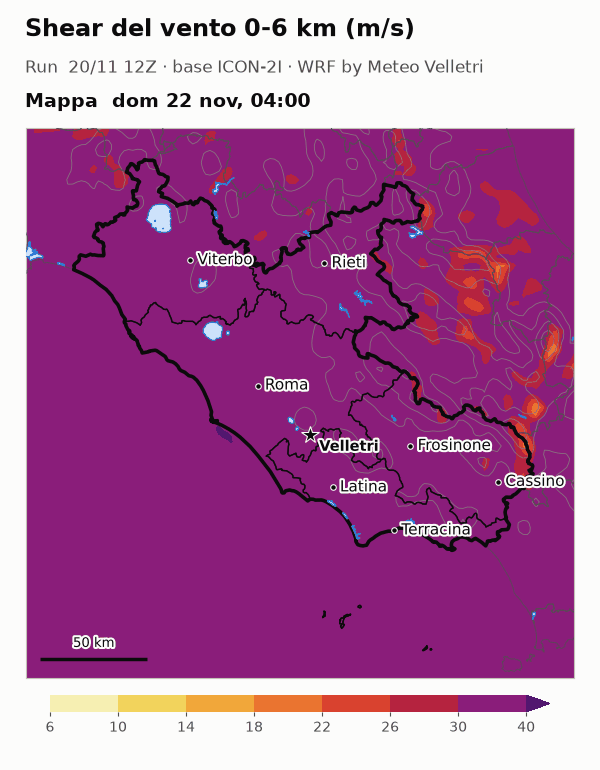 Shear del vento 0-6 km (m/s)
Run  20/11 12Z · base ICON-2I · WRF by Meteo Velletri
Mappa  dom 22 nov, 04:00
Viterbo
Rieti
Roma
Velletri
Frosinone
Latina
Cassino
Terracina
50 km
6 10 14 18 22 26 30 40